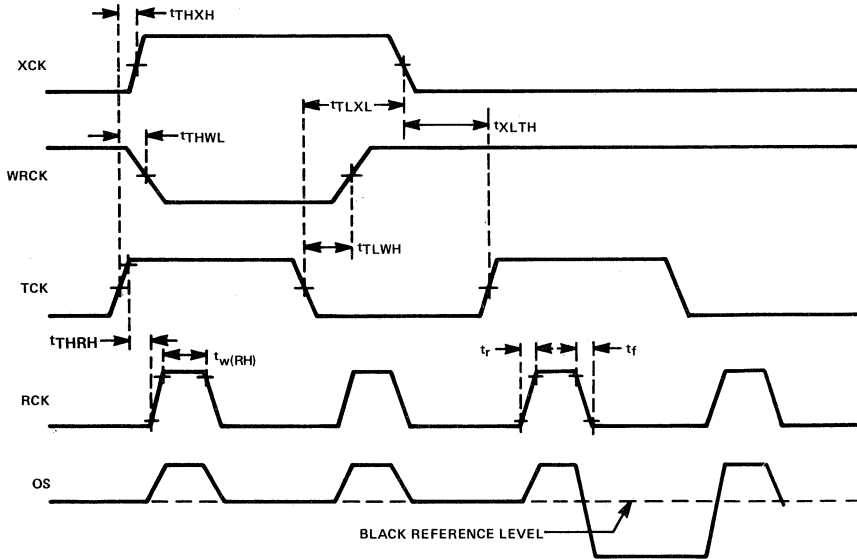 tTHXH
XCK
tTLXL
tXLTH
tTHWL
WRCK
tTLWH
TCK
tTHRH
tw(RH)
tr
tf
RCK
OS
BLACK REFERENCE LEVEL